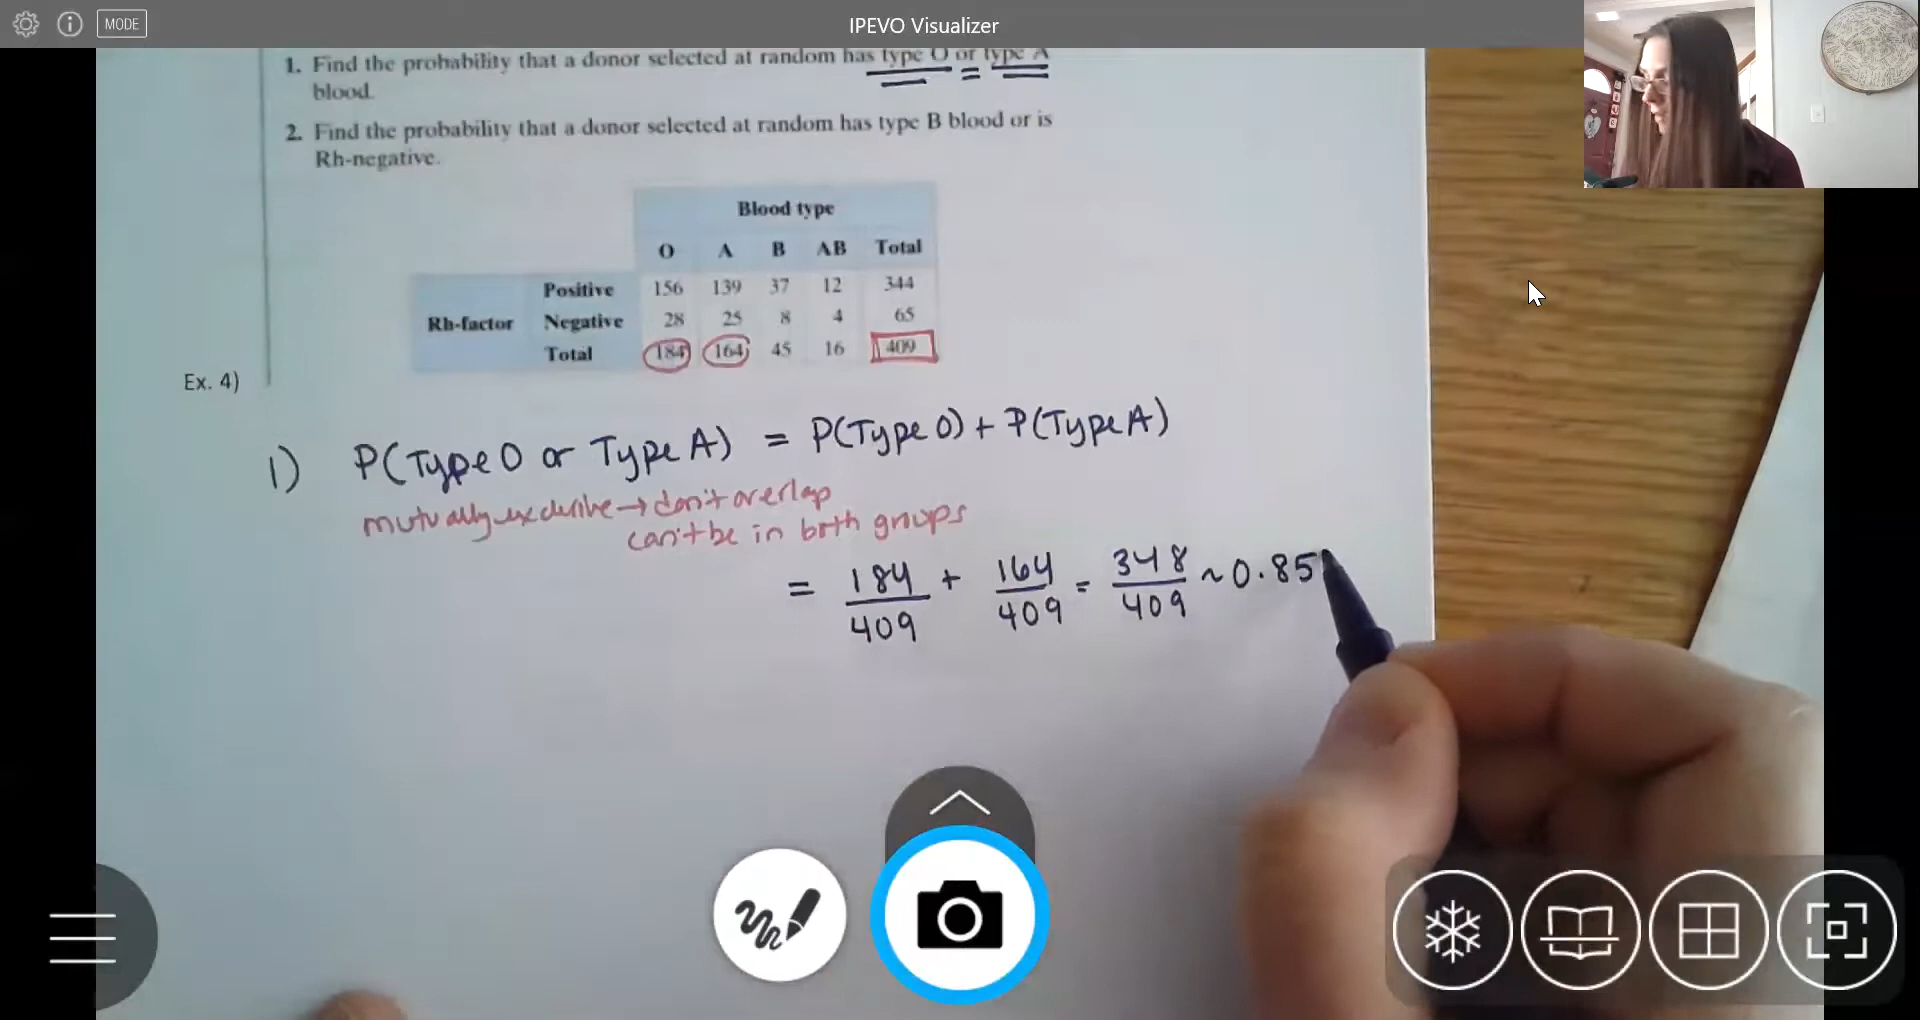 MODE
IPEVO Visualizer
1. Find the probability that a donor selected at random has type O or type A
blood.
2. Find the probability that a donor selected at random has type B blood or is
Rh-negative.
Blood type
O A B AB Total
Positive 156 139 37 12 344
Rh-factor Negative 28 25 8 4 65
Total 184 164 45 16 409
Ex. 4)
1) P(Type O or Type A) = P(Type O) + P(Type A)
mutually exclusive → don't overlap
can't be in both groups
= 184/409 + 164/409 = 348/409 ~ 0.85